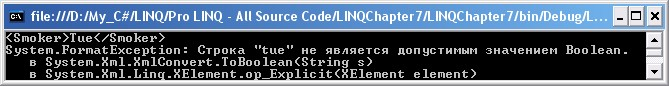 file:///D:/My_C#/LINQ/Pro LINQ - All Source Code/LINQChapter7/LINQChapter7/bin/Debug/L...
<Smoker>Tue</Smoker>
System.FormatException: Строка "tue" не является допустимым значением Boolean.
в System.Xml.XmlConvert.ToBoolean(String s)
в System.Xml.Linq.XElement.op_Explicit(XElement element)